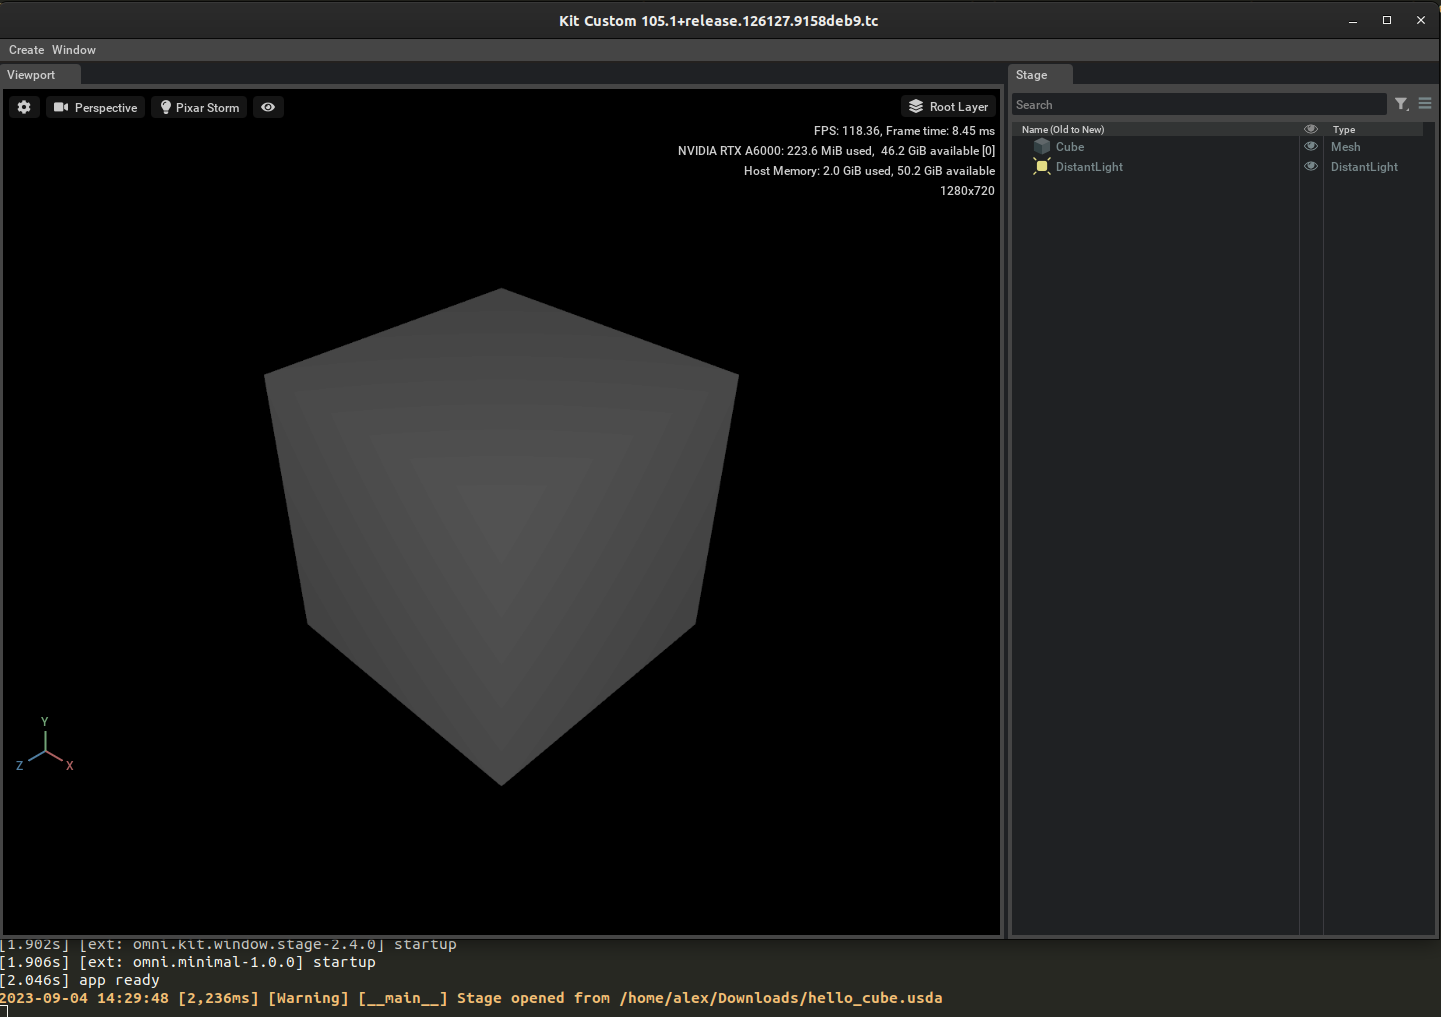 Kit Custom 105.1+release.126127.9158deb9.tc
Create Window
Viewport
Perspective
Pixar Storm
Root Layer
FPS: 118.36, Frame time: 8.45 ms
NVIDIA RTX A6000: 223.6 MiB used, 46.2 GiB available [0]
Host Memory: 2.0 GiB used, 50.2 GiB available
1280x720
Y
Z
X
Stage
Search
Name (Old to New) Type
Cube Mesh
DistantLight DistantLight
[1.902s] [ext: omni.kit.window.stage-2.4.0] startup
[1.906s] [ext: omni.minimal-1.0.0] startup
[2.046s] app ready
2023-09-04 14:29:48 [2,236ms] [Warning] [__main__] Stage opened from /home/alex/Downloads/hello_cube.usda